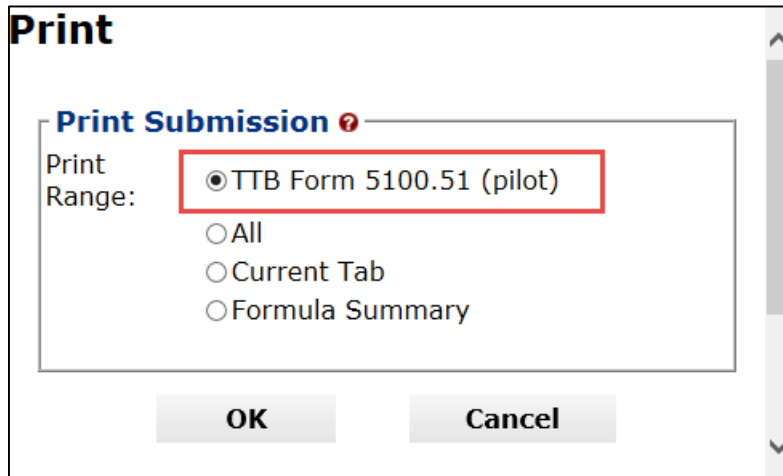 Print
Print Submission ?
Print
Range:
TTB Form 5100.51 (pilot)
All
Current Tab
Formula Summary
OK Cancel